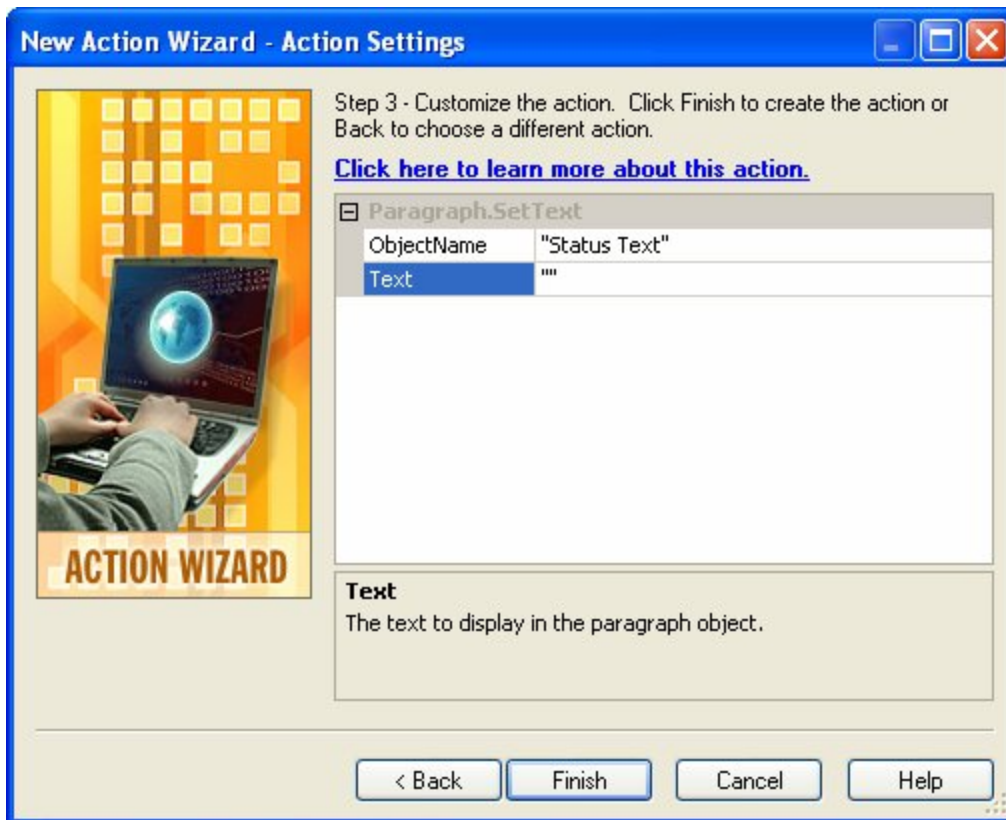 New Action Wizard - Action Settings
Step 3 - Customize the action. Click Finish to create the action or
Back to choose a different action.
Click here to learn more about this action.
Paragraph.SetText
ObjectName "Status Text"
Text ""
ACTION WIZARD
Text
The text to display in the paragraph object.
< Back Finish Cancel Help